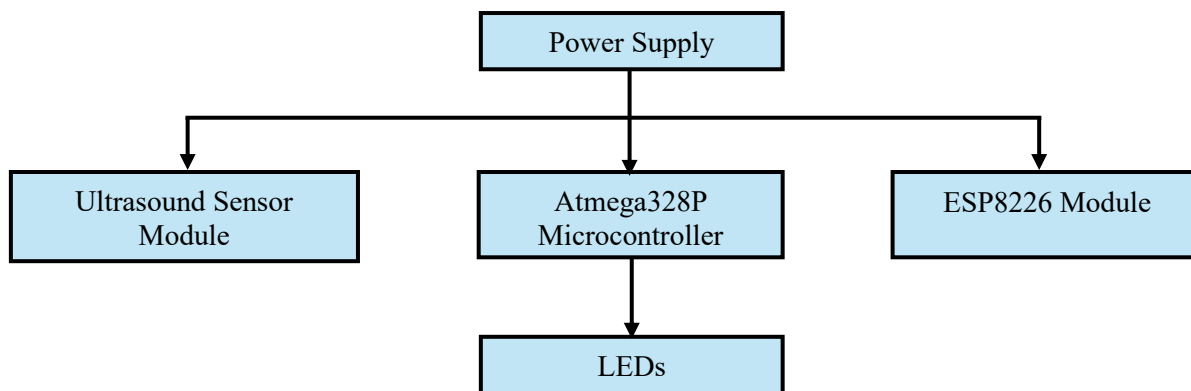 Power Supply
Ultrasound Sensor
Module
Atmega328P
Microcontroller
ESP8226 Module
LEDs